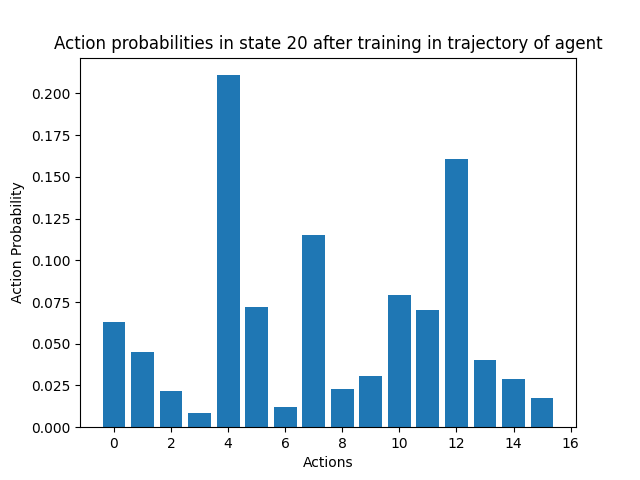 Action probabilities in state 20 after training in trajectory of agent
0.200
0.175
0.150
0.125
0.100
0.075
0.050
0.025
0.000
Action Probability
0 2 4 6 8 10 12 14 16
Actions